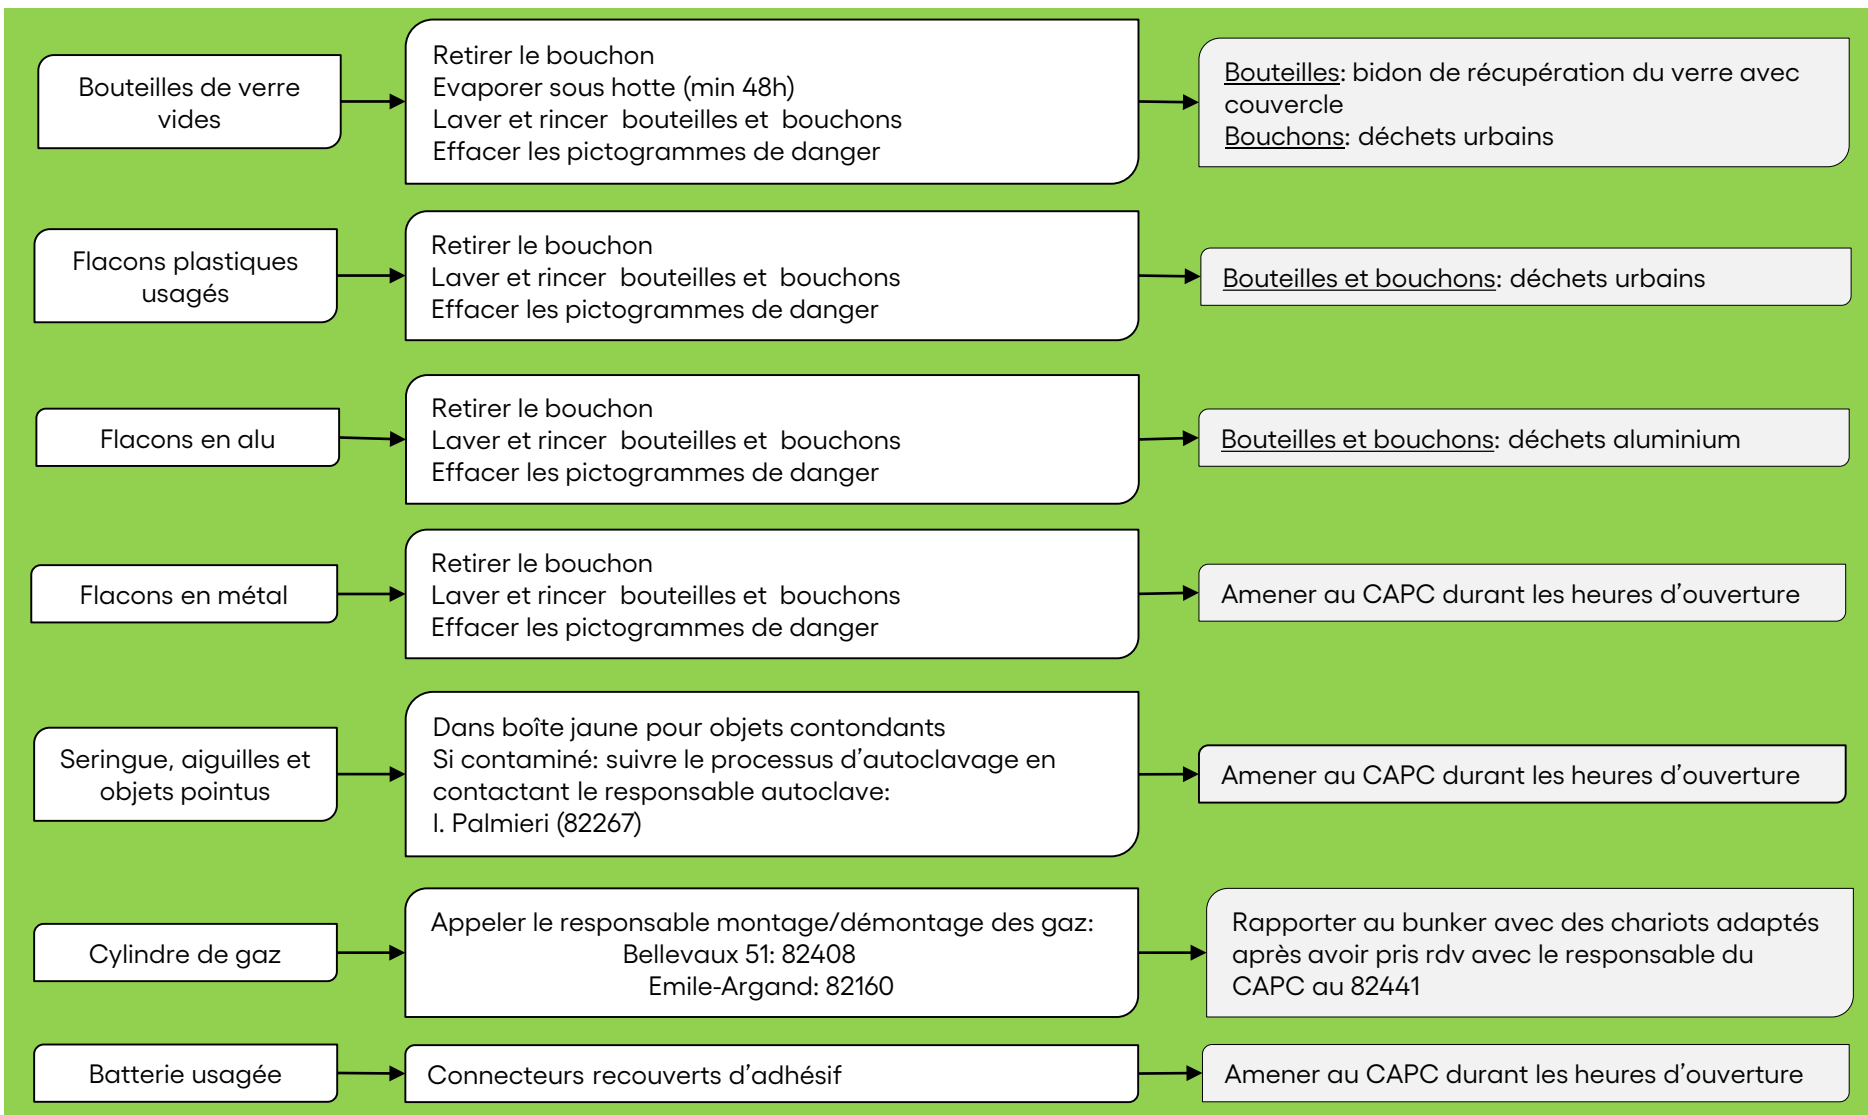 Bouteilles de verre
vides
Retirer le bouchon
Evaporer sous hotte (min 48h)
Laver et rincer  bouteilles et  bouchons
Effacer les pictogrammes de danger
Bouteilles: bidon de récupération du verre avec
couvercle
Bouchons: déchets urbains
Flacons plastiques
usagés
Retirer le bouchon
Laver et rincer  bouteilles et  bouchons
Effacer les pictogrammes de danger
Bouteilles et bouchons: déchets urbains
Flacons en alu
Retirer le bouchon
Laver et rincer  bouteilles et  bouchons
Effacer les pictogrammes de danger
Bouteilles et bouchons: déchets aluminium
Flacons en métal
Retirer le bouchon
Laver et rincer  bouteilles et  bouchons
Effacer les pictogrammes de danger
Amener au CAPC durant les heures d'ouverture
Seringue, aiguilles et
objets pointus
Dans boîte jaune pour objets contondants
Si contaminé: suivre le processus d'autoclavage en
contactant le responsable autoclave:
I. Palmieri (82267)
Amener au CAPC durant les heures d'ouverture
Cylindre de gaz
Appeler le responsable montage/démontage des gaz:
Bellevaux 51: 82408
Emile-Argand: 82160
Rapporter au bunker avec des chariots adaptés
après avoir pris rdv avec le responsable du
CAPC au 82441
Batterie usagée
Connecteurs recouverts d'adhésif
Amener au CAPC durant les heures d'ouverture